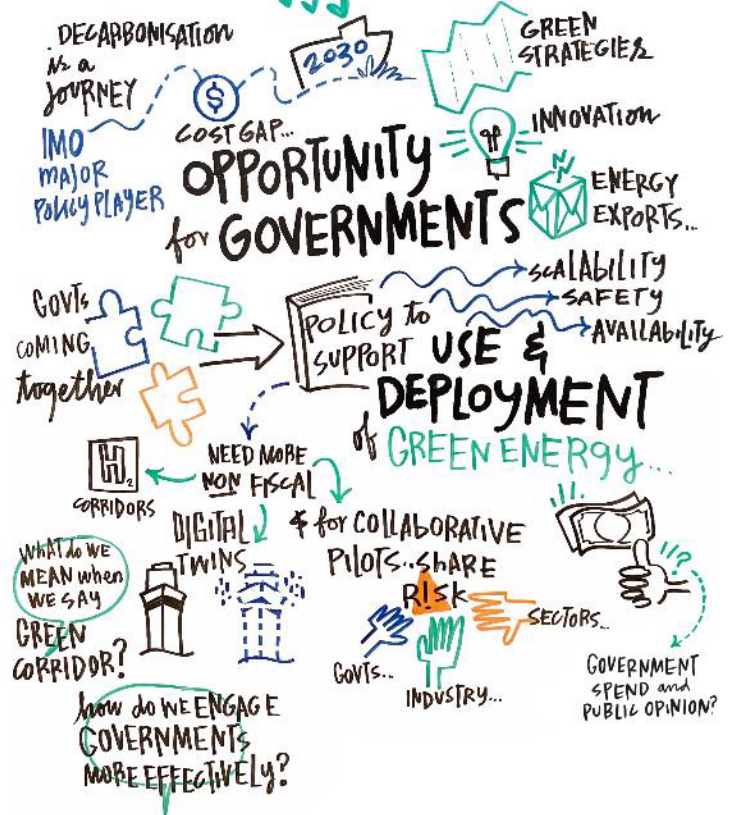 DECARBONISATION
is a
JOURNEY
IMO
MAJOR
POLICY PLAYER
$
COST GAP...
2030
GREEN
STRATEGIES
INNOVATION
ENERGY
EXPORTS...
OPPORTUNITY
for GOVERNMENTS
GOVTS
COMING
together
POLICY to
SUPPORT
USE &
DEPLOYMENT
of GREEN ENERGY...
SCALABILITY
SAFETY
AVAILABILITY
NEED MORE
NON FISCAL
H2
CORRIDORS
DIGITAL
TWINS
$ for COLLABORATIVE
PILOTS..SHARE
R!SK
GOVTS..
INDUSTRY...
SECTORS...
WHAT do WE
MEAN when
WE SAY
GREEN
CORRIDOR?
how do WE ENGAGE
GOVERNMENTS
MORE EFFECTIVELY?
!!?
GOVERNMENT
SPEND and
PUBLIC OPINION?